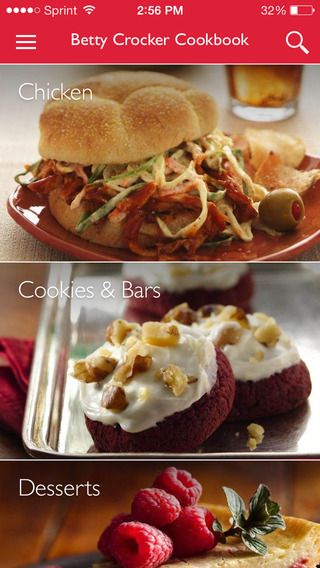 Sprint 2:56 PM 32%
Betty Crocker Cookbook
Chicken
Cookies & Bars
Desserts